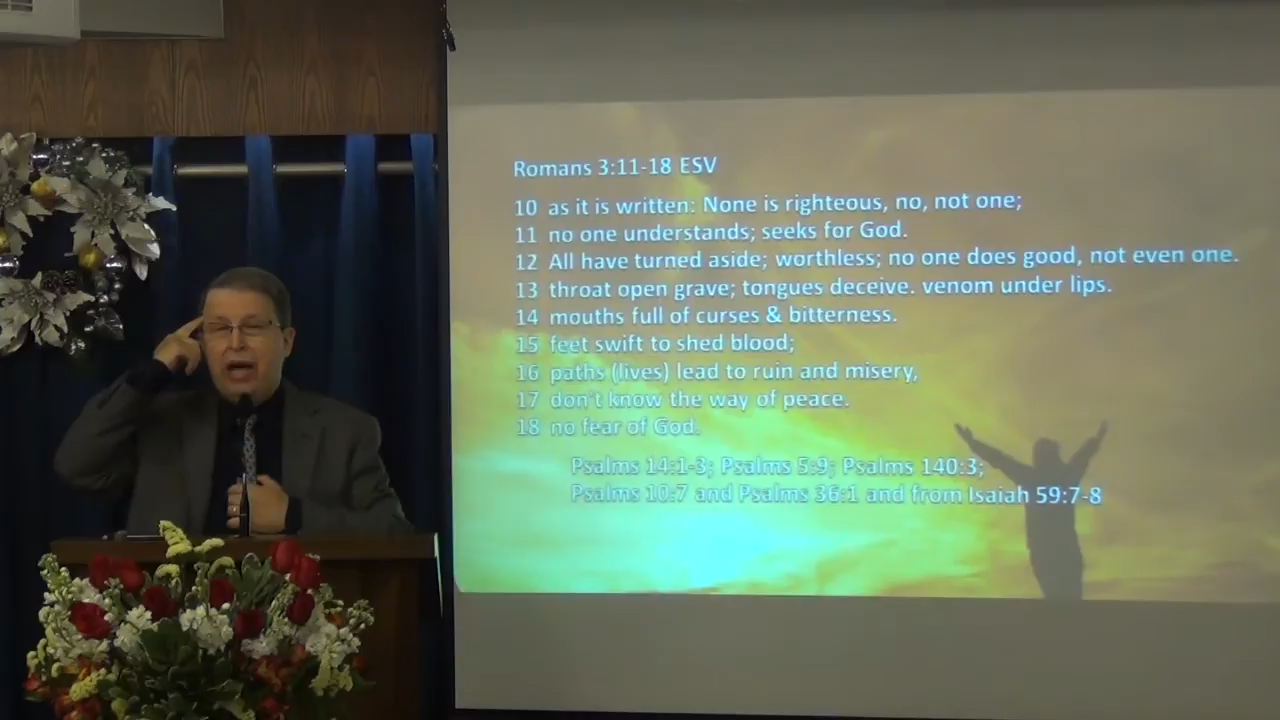 Romans 3:11-18 ESV
10 as it is written: None is righteous, no, not one;
11 no one understands; seeks for God.
12 All have turned aside; worthless; no one does good, not even one.
13 throat open grave; tongues deceive. venom under lips.
14 mouths full of curses & bitterness.
15 feet swift to shed blood;
16 paths (lives) lead to ruin and misery,
17 don't know the way of peace.
18 no fear of God.
Psalms 14:1-3; Psalms 5:9; Psalms 140:3;
Psalms 10:7 and Psalms 36:1 and from Isaiah 59:7-8